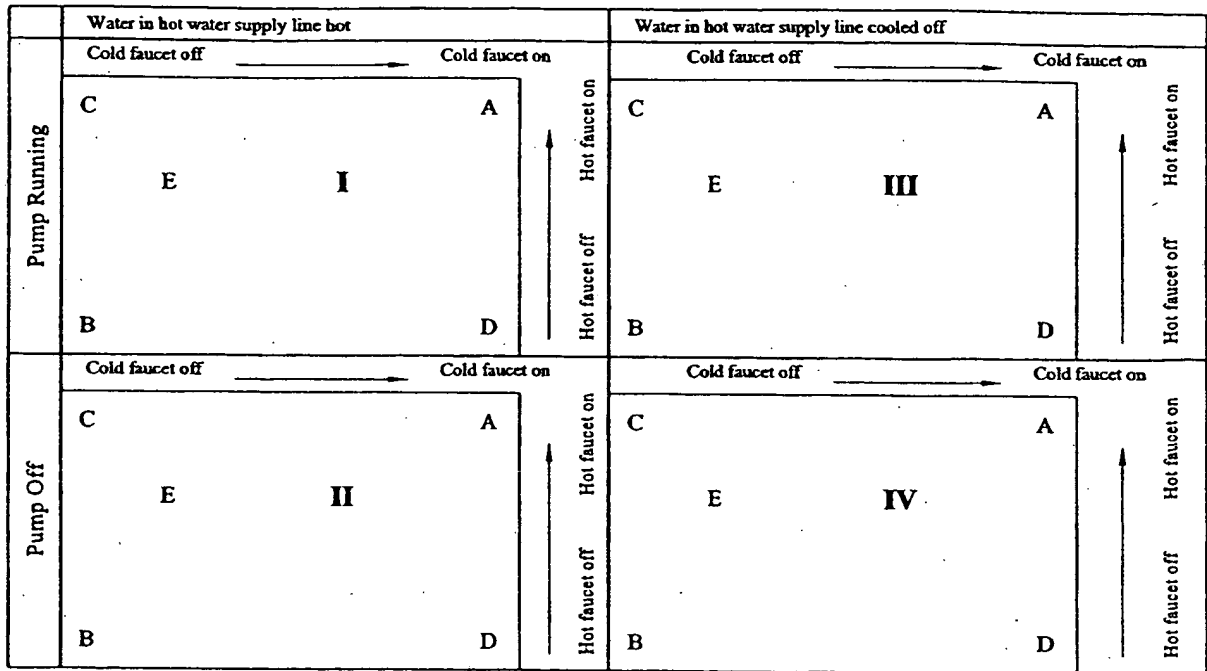 Water in hot water supply line hot
Water in hot water supply line cooled off
Pump Running
Cold faucet off
Cold faucet on
C
A
E
I
B
D
Hot faucet off
Hot faucet on
Cold faucet off
Cold faucet on
C
A
E
III
B
D
Hot faucet off
Hot faucet on
Pump Off
Cold faucet off
Cold faucet on
C
A
E
II
B
D
Hot faucet off
Hot faucet on
Cold faucet off
Cold faucet on
C
A
E
IV
B
D
Hot faucet off
Hot faucet on